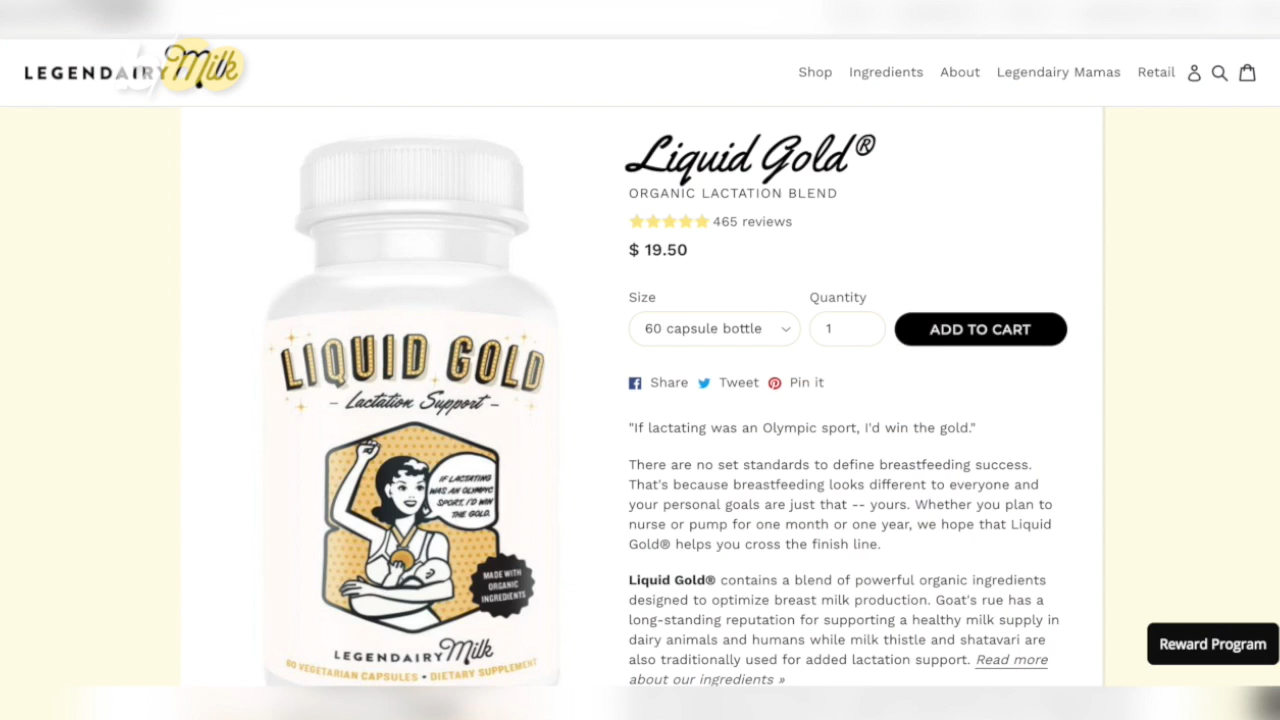 LEGENDAIRY Milk
Shop Ingredients About Legendairy Mamas Retail
Liquid Gold®
ORGANIC LACTATION BLEND
465 reviews
$ 19.50
Size Quantity
60 capsule bottle 1 ADD TO CART
Share Tweet Pin it
"If lactating was an Olympic sport, I'd win the gold."
There are no set standards to define breastfeeding success.
That's because breastfeeding looks different to everyone and
your personal goals are just that -- yours. Whether you plan to
nurse or pump for one month or one year, we hope that Liquid
Gold® helps you cross the finish line.
Liquid Gold® contains a blend of powerful organic ingredients
designed to optimize breast milk production. Goat's rue has a
long-standing reputation for supporting a healthy milk supply in
dairy animals and humans while milk thistle and shatavari are
also traditionally used for added lactation support. Read more
about our ingredients »
LIQUID GOLD
- Lactation Support -
IF LACTATING
WAS AN OLYMPIC
SPORT, I'D WIN
THE GOLD.
MADE WITH
ORGANIC
INGREDIENTS
LEGENDAIRY Milk
60 VEGETARIAN CAPSULES • DIETARY SUPPLEMENT
Reward Program